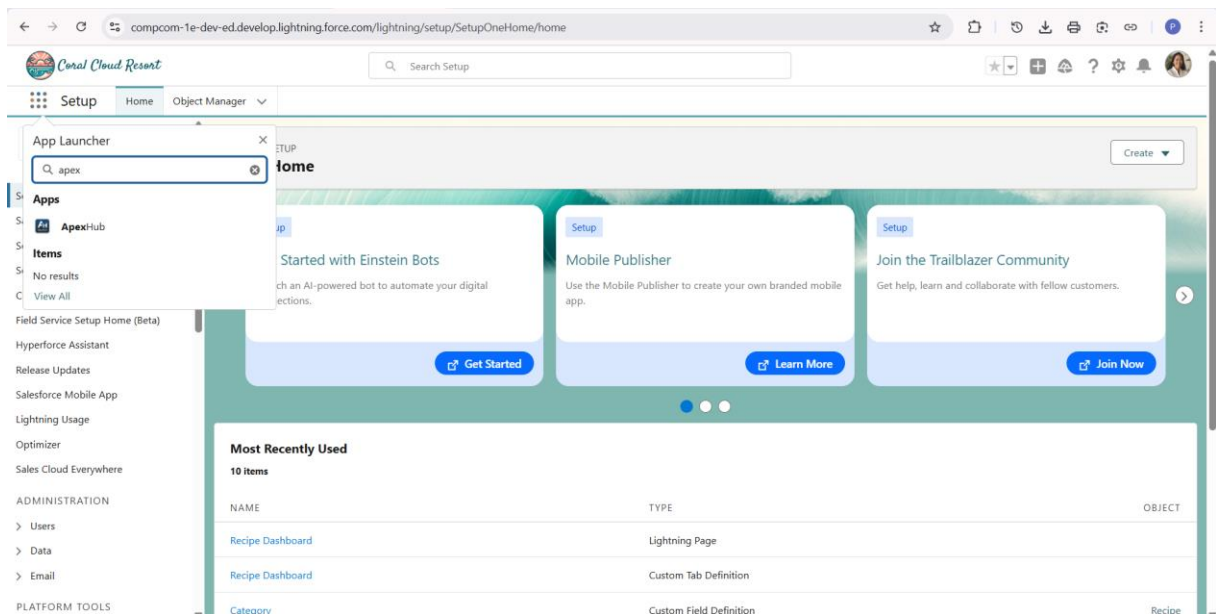 compcom-1e-dev-ed.develop.lightning.force.com/lightning/setup/SetupOneHome/home
P
Coral Cloud Resort
Search Setup
Setup
Home
Object Manager
App Launcher
apex
Apps
ApexHub
Items
No results
View All
Field Service Setup Home (Beta)
Hyperforce Assistant
Release Updates
Salesforce Mobile App
Lightning Usage
Optimizer
Sales Cloud Everywhere
ADMINISTRATION
Users
Data
Email
PLATFORM TOOLS
ETUP
Home
Create
up
Started with Einstein Bots
ch an AI-powered bot to automate your digital
ections.
Get Started
Setup
Mobile Publisher
Use the Mobile Publisher to create your own branded mobile
app.
Learn More
Setup
Join the Trailblazer Community
Get help, learn and collaborate with fellow customers.
Join Now
Most Recently Used
10 items
NAME TYPE OBJECT
Recipe Dashboard Lightning Page
Recipe Dashboard Custom Tab Definition
Category Custom Field Definition Recipe